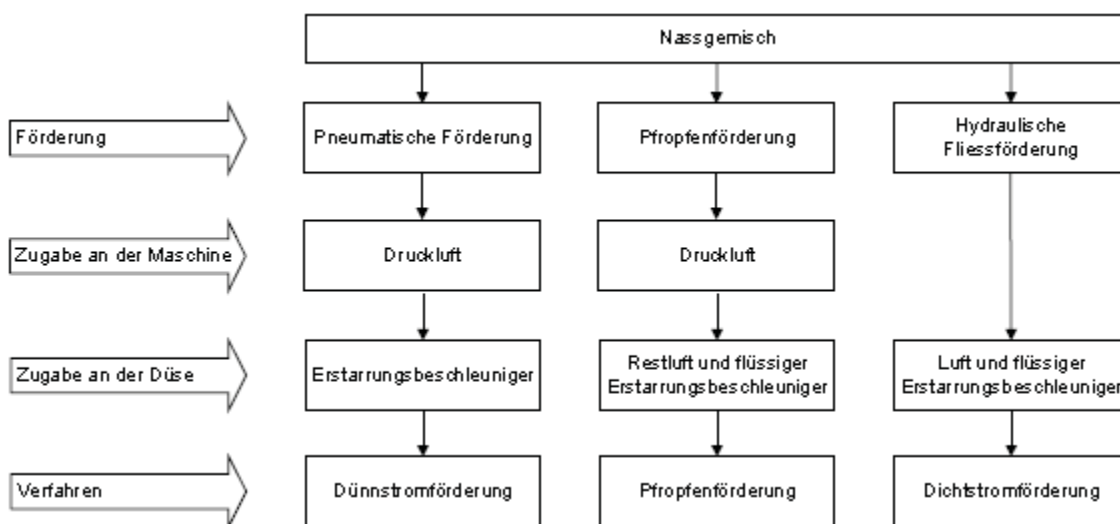 Nassgemisch
Förderung
Pneumatische Förderung
Pfropfenförderung
Hydraulische
Fliessförderung
Zugabe an der Maschine
Druckluft
Druckluft
Zugabe an der Düse
Erstarrungsbeschleuniger
Restluft und flüssiger
Erstarrungsbeschleuniger
Luft und flüssiger
Erstarrungsbeschleuniger
Verfahren
Dünnstromförderung
Pfropfenförderung
Dichtstromförderung